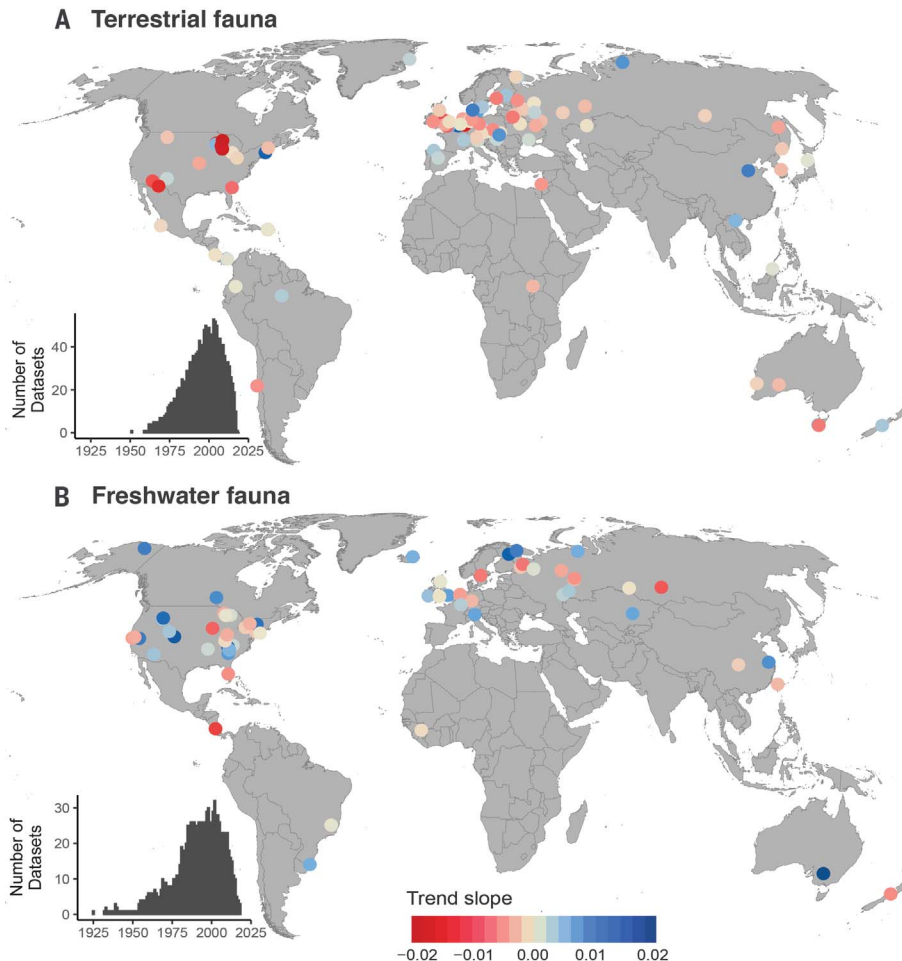 A Terrestrial fauna
Number of
Datasets
40
20
0
1925 1950 1975 2000 2025
B Freshwater fauna
Number of
Datasets
30
20
10
0
1925 1950 1975 2000 2025
Trend slope
−0.02 −0.01 0.00 0.01 0.02